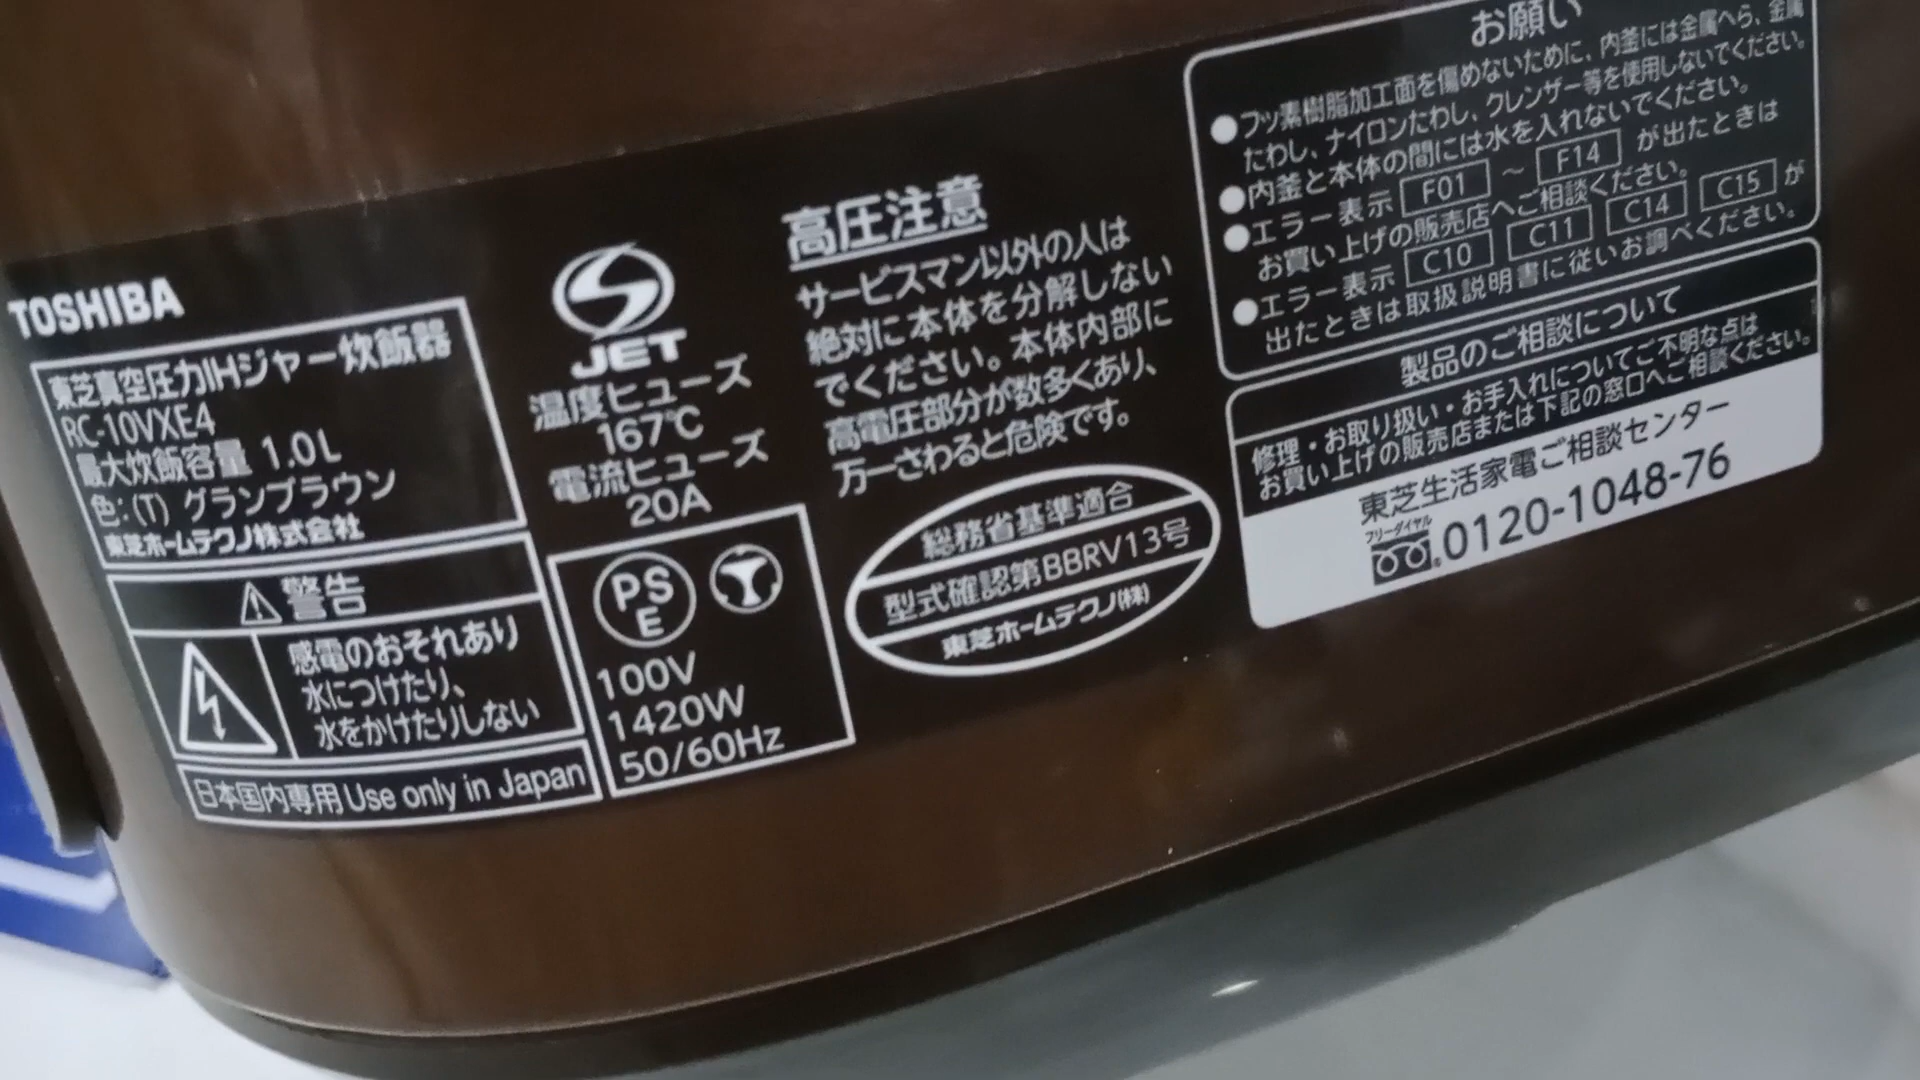 TOSHIBA
東芝真空圧力IHジャー炊飯器
RC-10VXE4
最大炊飯容量 1.0L
色:(T) グランブラウン
東芝ホームテクノ株式会社
警告
感電のおそれあり
水につけたり、
水をかけたりしない
日本国内専用 Use only in Japan
JET
温度ヒューズ
167℃
電流ヒューズ
20A
PS
E
100V
1420W
50/60Hz
高圧注意
サービスマン以外の人は
絶対に本体を分解しない
でください。本体内部に
高電圧部分が数多くあり、
万一さわると危険です。
総務省基準適合
型式確認第BBRV13号
東芝ホームテクノ(株)
お願い
●フッ素樹脂加工面を傷めないために、内釜には金属へら、金属
たわし、ナイロンたわし、クレンザー等を使用しないでください。
●内釜と本体の間には水を入れないでください。
●エラー表示 F01 ～ F14 が出たときは
お買い上げの販売店へご相談ください。
●エラー表示 C10 C11 C14 C15 が
出たときは取扱説明書に従いお調べください。
製品のご相談について
修理・お取り扱い・お手入れについてご不明な点は
お買い上げの販売店または下記の窓口へご相談ください。
東芝生活家電ご相談センター
フリーダイヤル
0120-1048-76